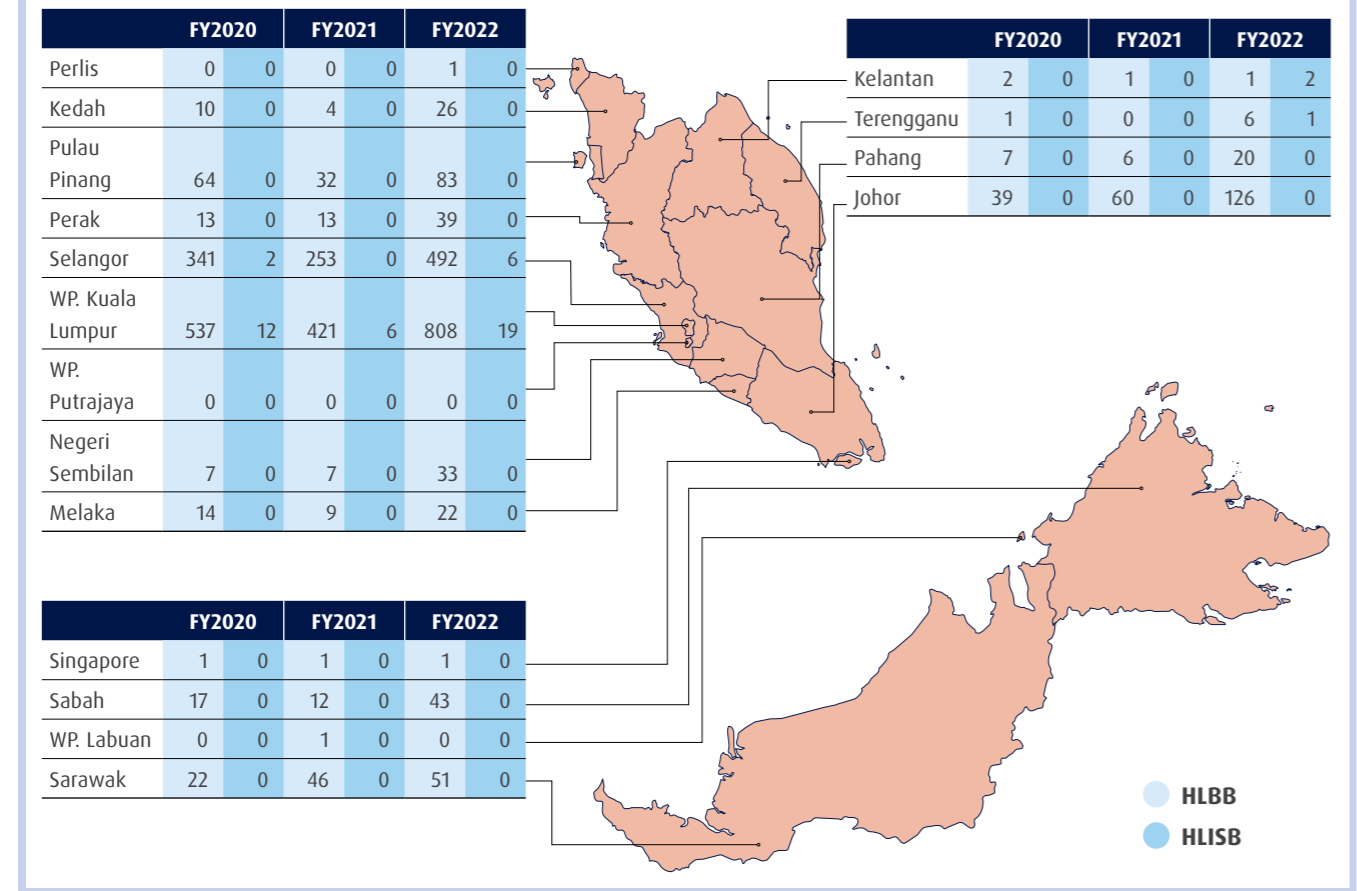 FY2020 FY2021 FY2022
Perlis 0 0 0 0 1 0
Kedah 10 0 4 0 26 0
Pulau
Pinang 64 0 32 0 83 0
Perak 13 0 13 0 39 0
Selangor 341 2 253 0 492 6
WP. Kuala
Lumpur 537 12 421 6 808 19
WP.
Putrajaya 0 0 0 0 0 0
Negeri
Sembilan 7 0 7 0 33 0
Melaka 14 0 9 0 22 0
FY2020 FY2021 FY2022
Kelantan 2 0 1 0 1 2
Terengganu 1 0 0 0 6 1
Pahang 7 0 6 0 20 0
Johor 39 0 60 0 126 0
FY2020 FY2021 FY2022
Singapore 1 0 1 0 1 0
Sabah 17 0 12 0 43 0
WP. Labuan 0 0 1 0 0 0
Sarawak 22 0 46 0 51 0
HLBB
HLISB